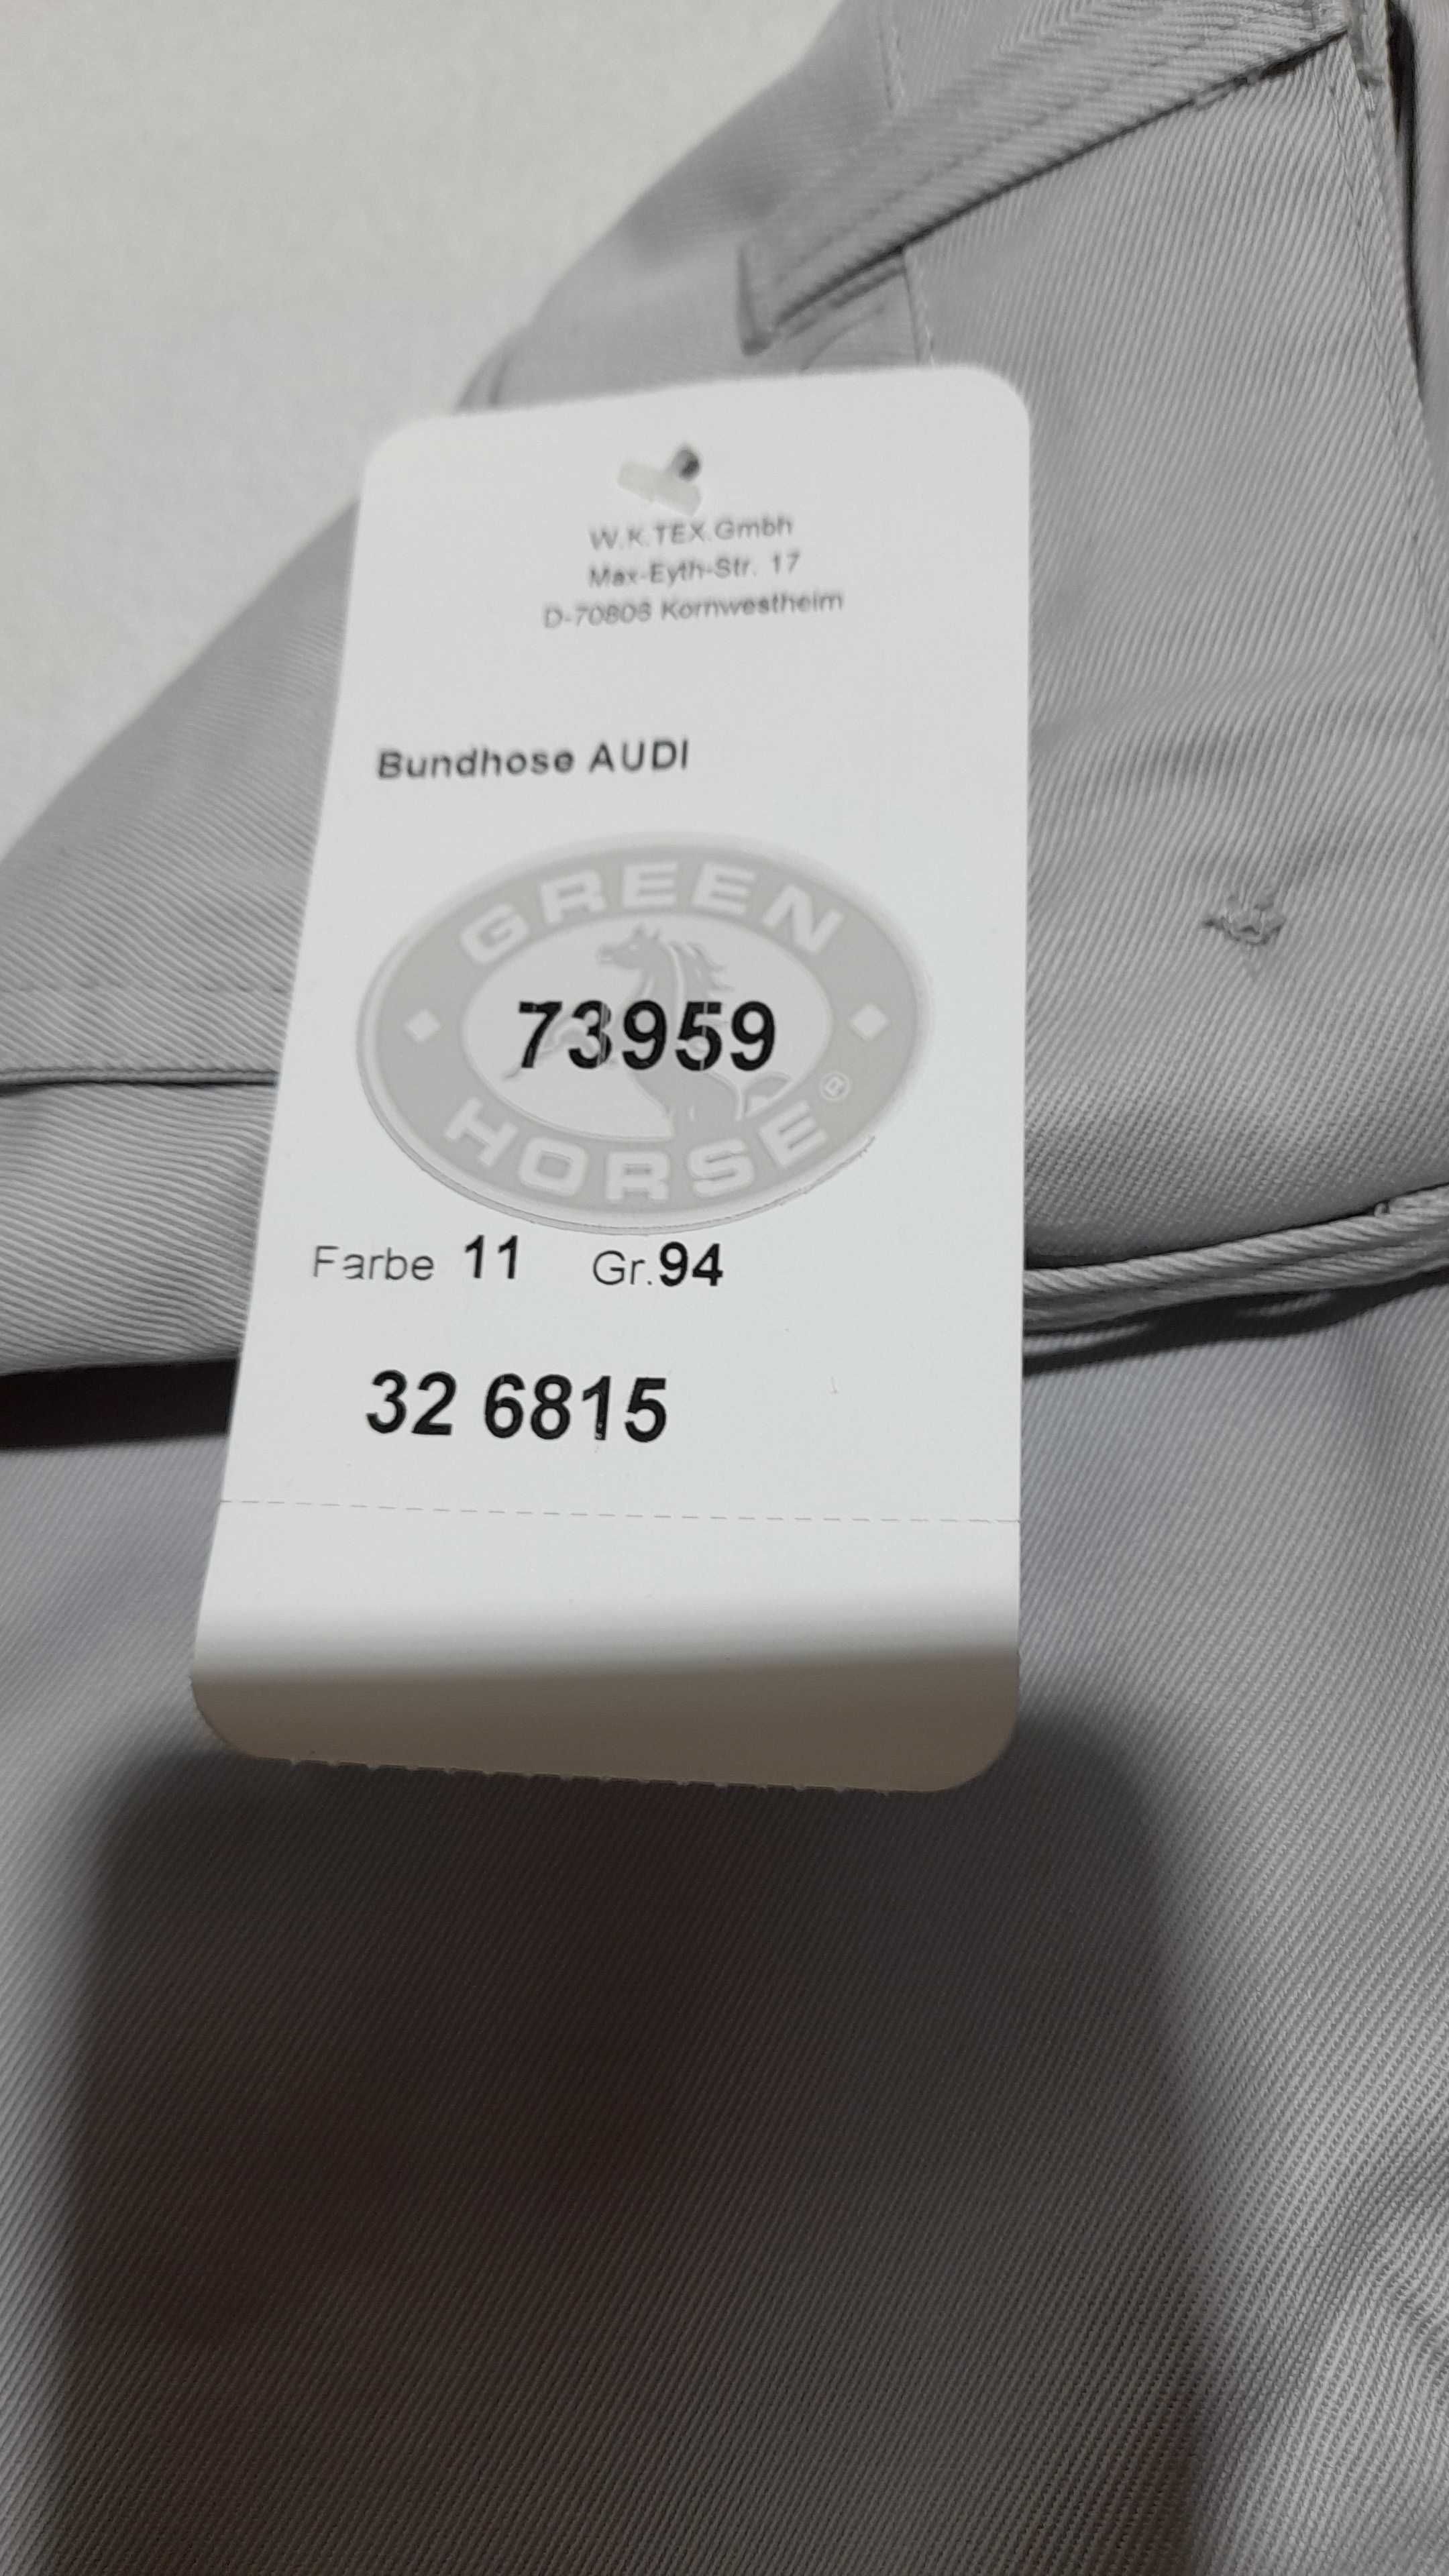 W.K.TEX.Gmbh
Max-Eyth-Str. 17
D-70806 Kornwestheim
Bundhose AUDI
GREEN
73959
HORSE®
Farbe 11 Gr.94
32 6815